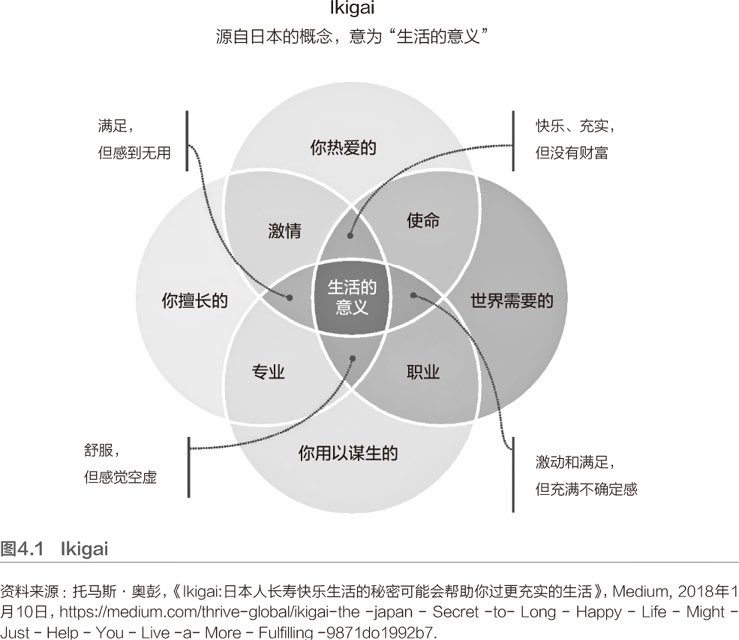 Ikigai
源自日本的概念，意为“生活的意义”
满足，
但感到无用
快乐、充实，
但没有财富
你热爱的
激情
使命
你擅长的
生活的
意义
世界需要的
专业
职业
你用以谋生的
舒服，
但感觉空虚
激动和满足，
但充满不确定感
图4.1 Ikigai
资料来源：托马斯·奥彭，《Ikigai:日本人长寿快乐生活的秘密可能会帮助你过更充实的生活》，Medium, 2018年1
月10日，https://medium.com/thrive-global/ikigai-the -japan - Secret -to- Long - Happy - Life - Might -
Just - Help - You - Live -a- More - Fulfilling -9871do1992b7.